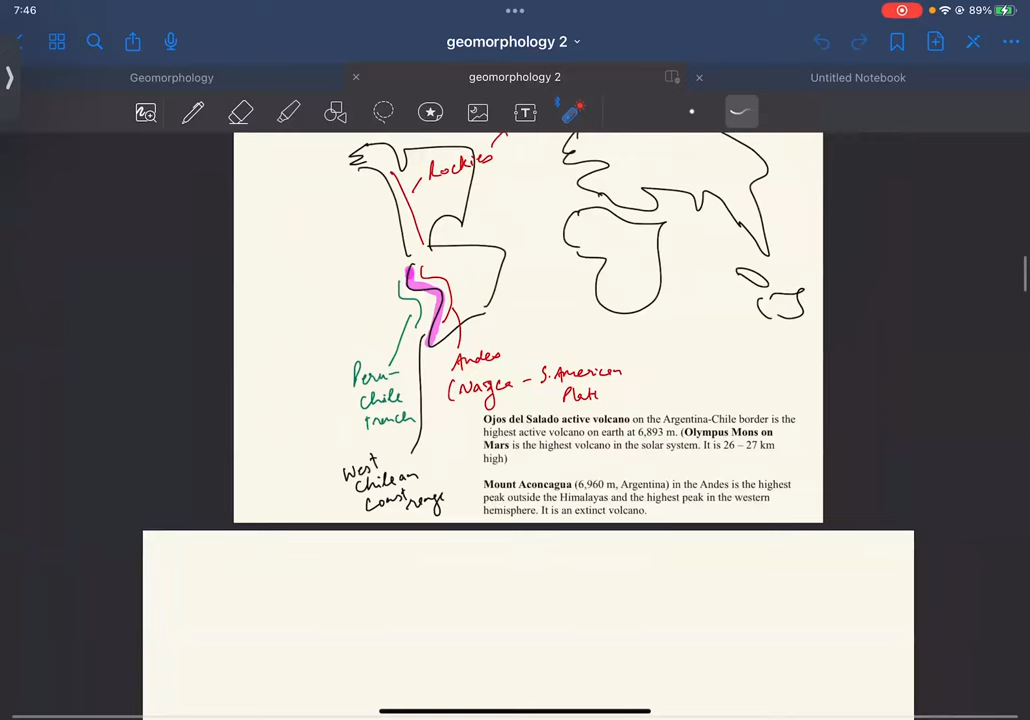 7:46
89%
geomorphology 2
Geomorphology
geomorphology 2
Untitled Notebook
Rockies
Andes
(Nazca - S. American
Plate
Peru-
Chile
trench
West
Chilean
Coast range
Ojos del Salado active volcano on the Argentina-Chile border is the
highest active volcano on earth at 6,893 m. (Olympus Mons on
Mars is the highest volcano in the solar system. It is 26 – 27 km
high)
Mount Aconcagua (6,960 m, Argentina) in the Andes is the highest
peak outside the Himalayas and the highest peak in the western
hemisphere. It is an extinct volcano.